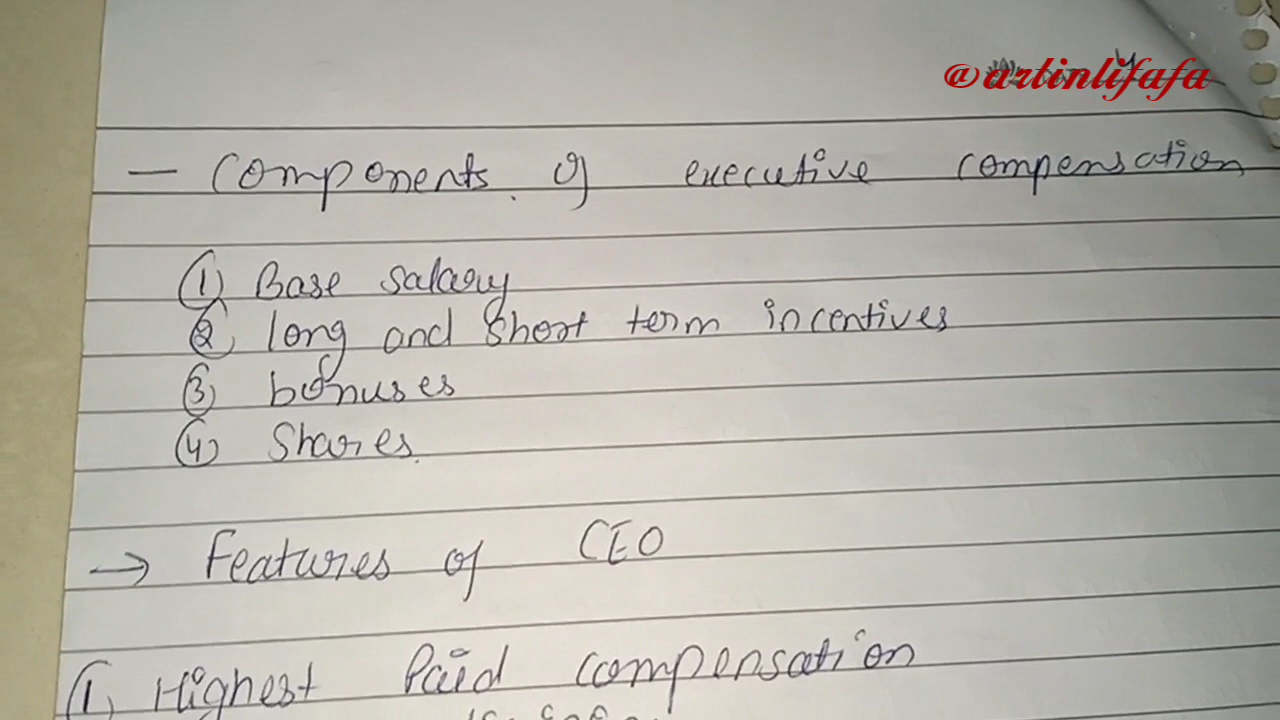 @artinlifafa
— Components of executive compensation
① Base salary
② long and short term incentives
③ bonuses
④ Shares
→ Features of CEO
① Highest Paid compensation